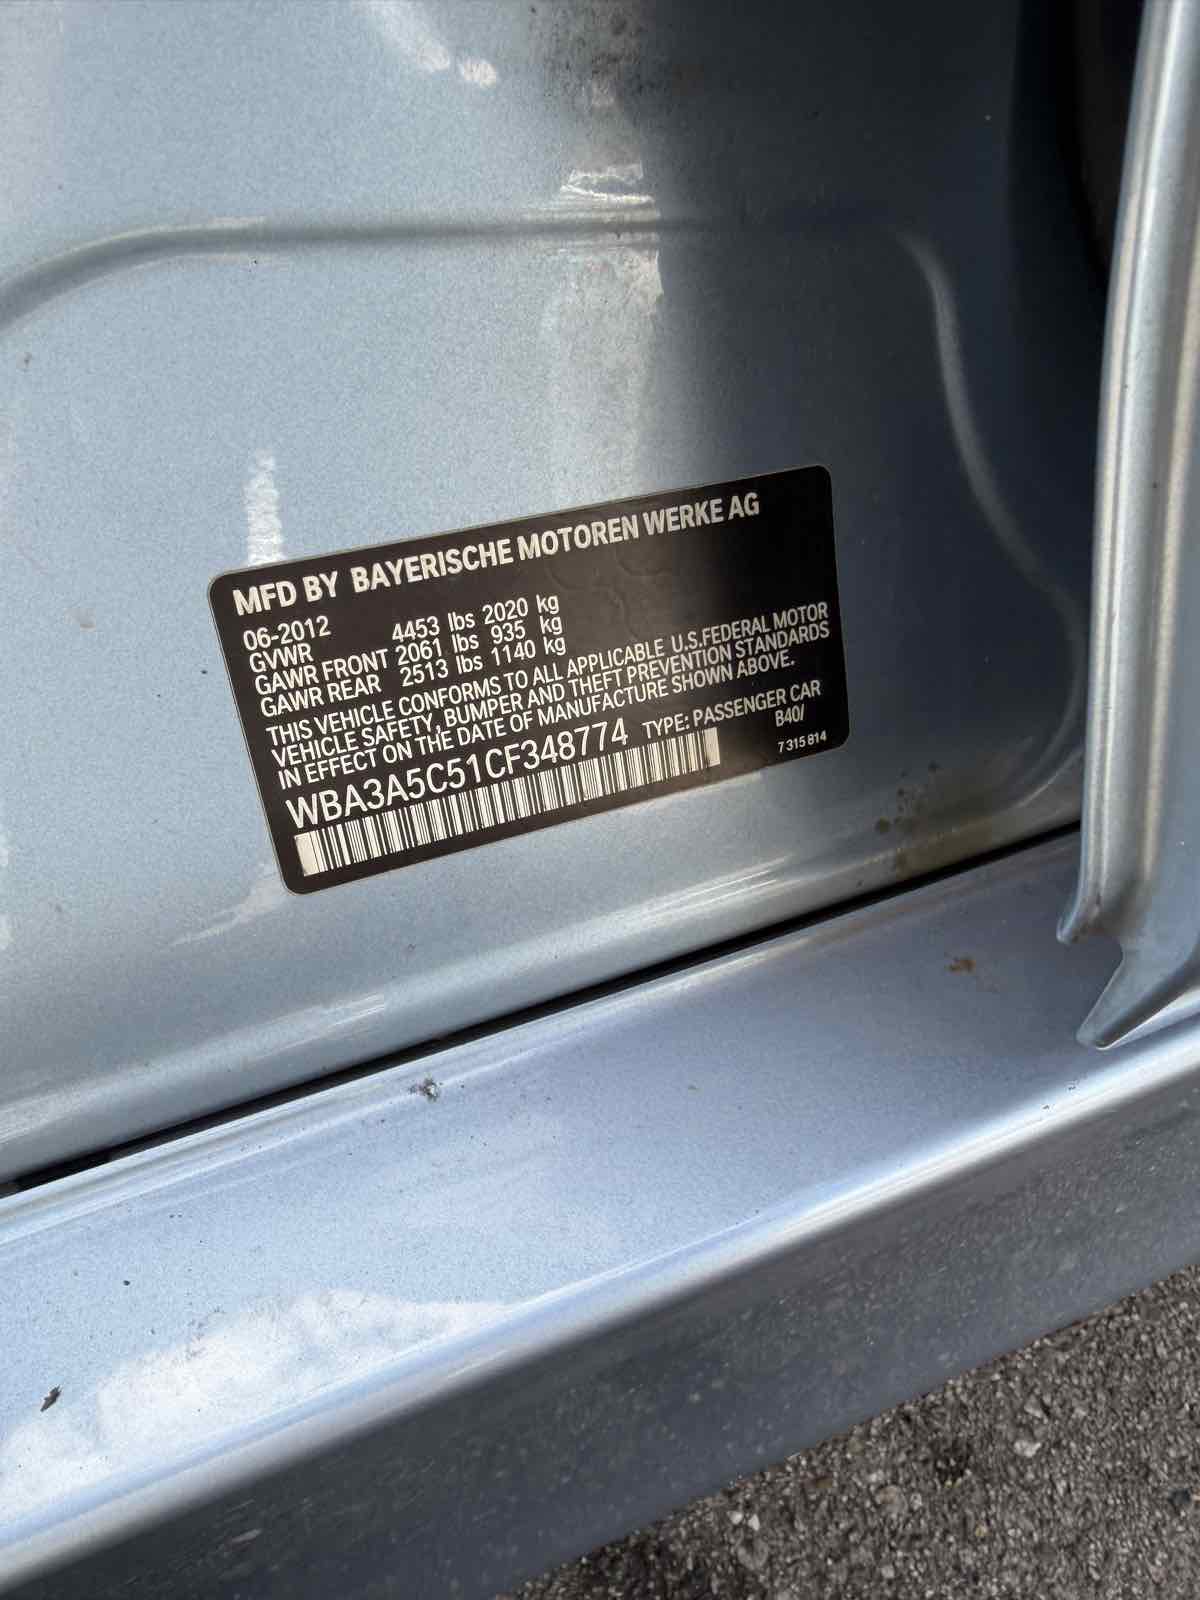 MFD BY BAYERISCHE MOTOREN WERKE AG
06-2012
GVWR 4453 lbs 2020 kg
GAWR FRONT 2061 lbs 935 kg
GAWR REAR 2513 lbs 1140 kg
THIS VEHICLE CONFORMS TO ALL APPLICABLE U.S.FEDERAL MOTOR
VEHICLE SAFETY, BUMPER AND THEFT PREVENTION STANDARDS
IN EFFECT ON THE DATE OF MANUFACTURE SHOWN ABOVE.
WBA3A5C51CF348774 TYPE: PASSENGER CAR
B40/
7 315 814